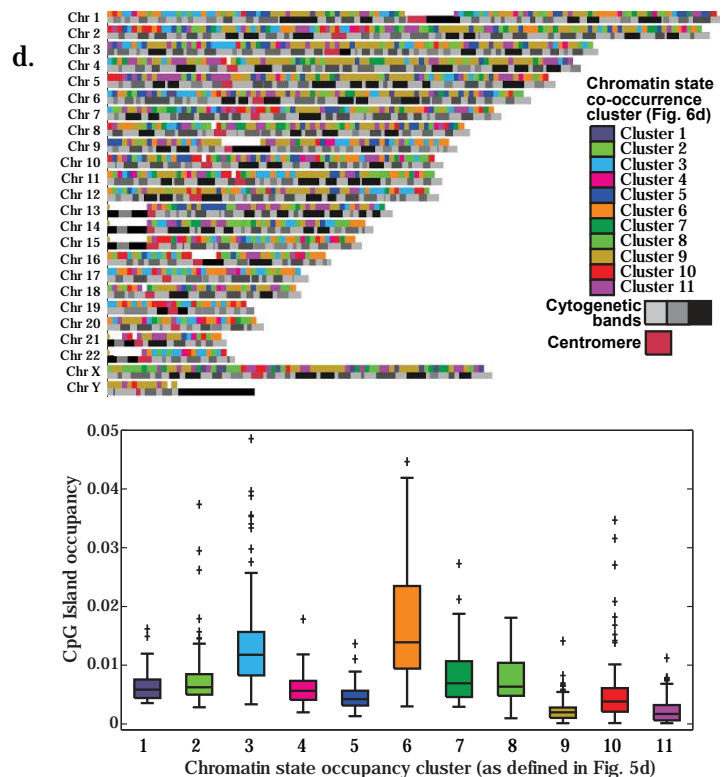 d.
Chr 1
Chr 2
Chr 3
Chr 4
Chr 5
Chr 6
Chr 7
Chr 8
Chr 9
Chr 10
Chr 11
Chr 12
Chr 13
Chr 14
Chr 15
Chr 16
Chr 17
Chr 18
Chr 19
Chr 20
Chr 21
Chr 22
Chr X
Chr Y
Chromatin state
co-occurrence
cluster (Fig. 6d)
Cluster 1
Cluster 2
Cluster 3
Cluster 4
Cluster 5
Cluster 6
Cluster 7
Cluster 8
Cluster 9
Cluster 10
Cluster 11
Cytogenetic
bands
Centromere
CpG Island occupancy
0.05
0.04
0.03
0.02
0.01
0
1 2 3 4 5 6 7 8 9 10 11
Chromatin state occupancy cluster (as defined in Fig. 5d)